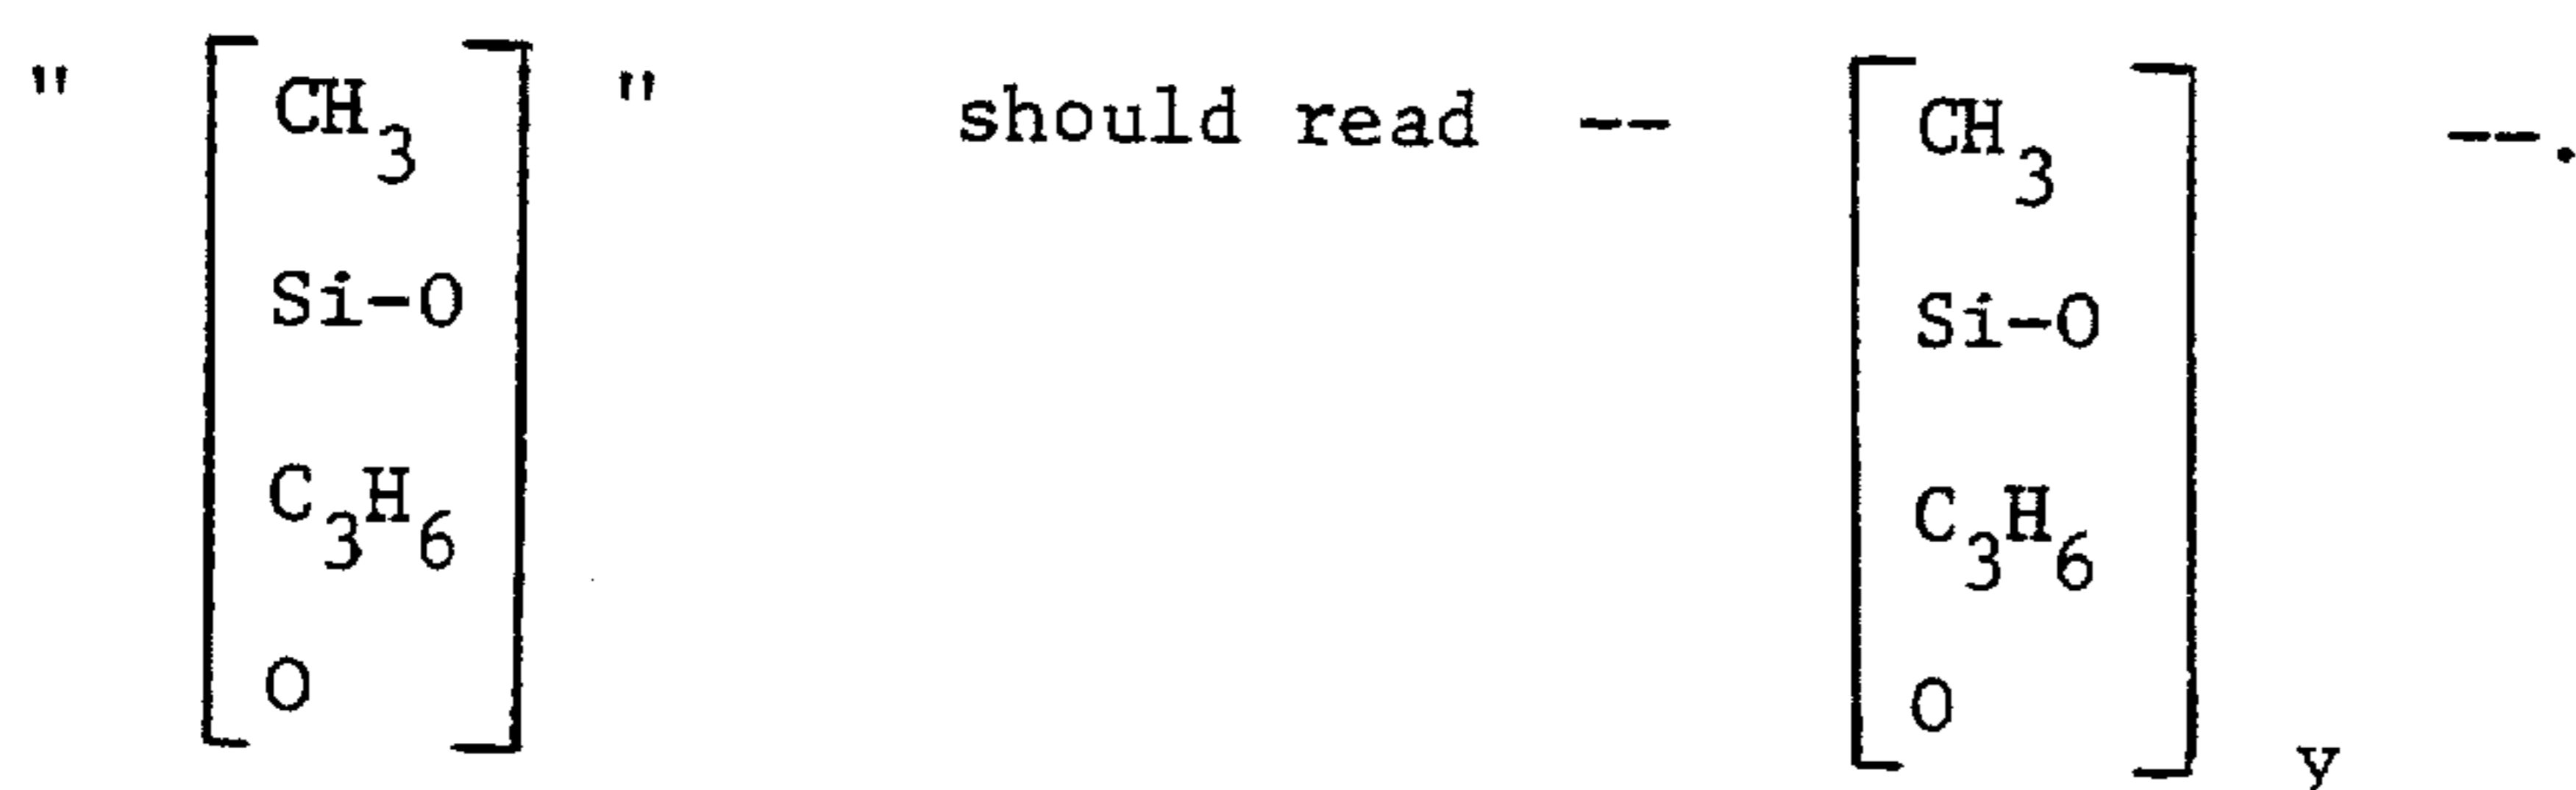 " [ CH3 ] " should read -- [ CH3 ] --.
Si-O Si-O
C3H6 C3H6
O O
y